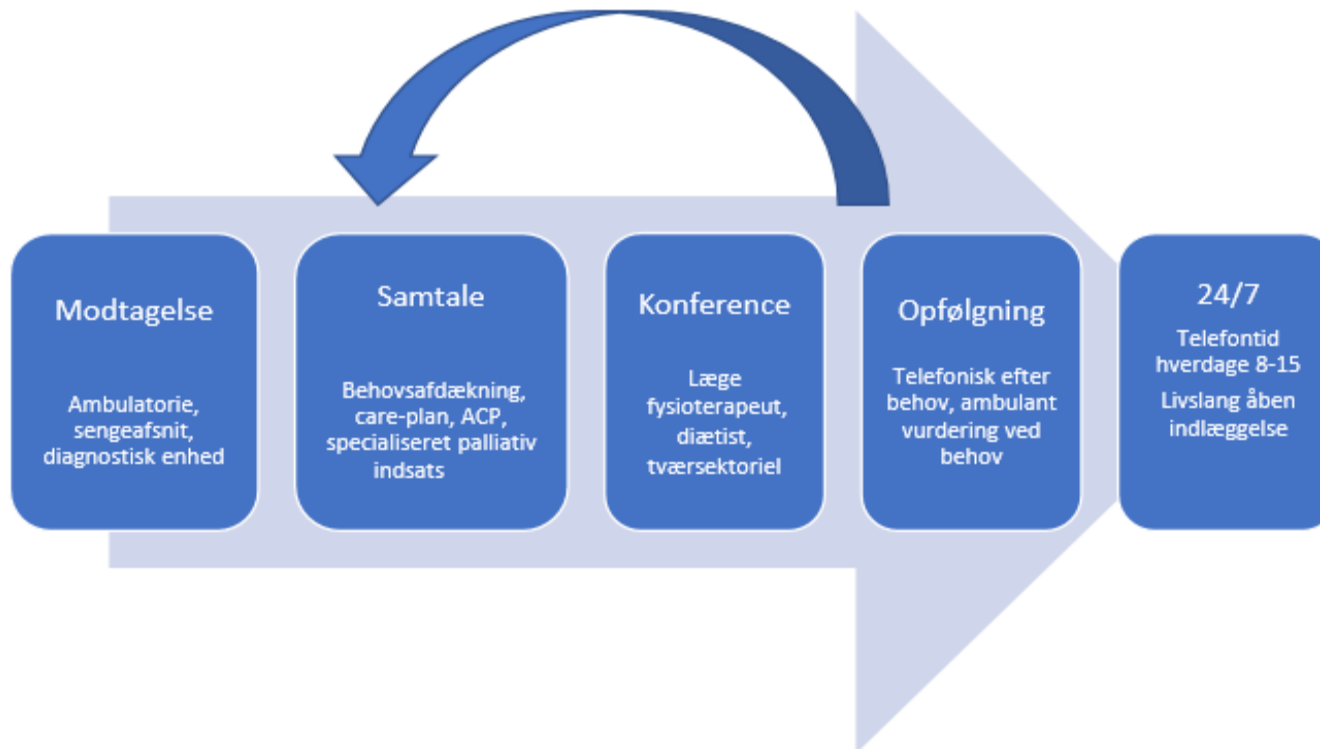 Modtagelse
Ambulatorie,
sengeafsnit,
diagnostisk enhed
Samtale
Behovsafdækning,
care-plan, ACP,
specialiseret palliativ
indsats
Konference
Læge
fysioterapeut,
diætist,
tværsektoriel
Opfølgning
Telefonisk efter
behov, ambulant
vurdering ved
behov
24/7
Telefontid
hverdage 8-15
Livslang åben
indlæggelse